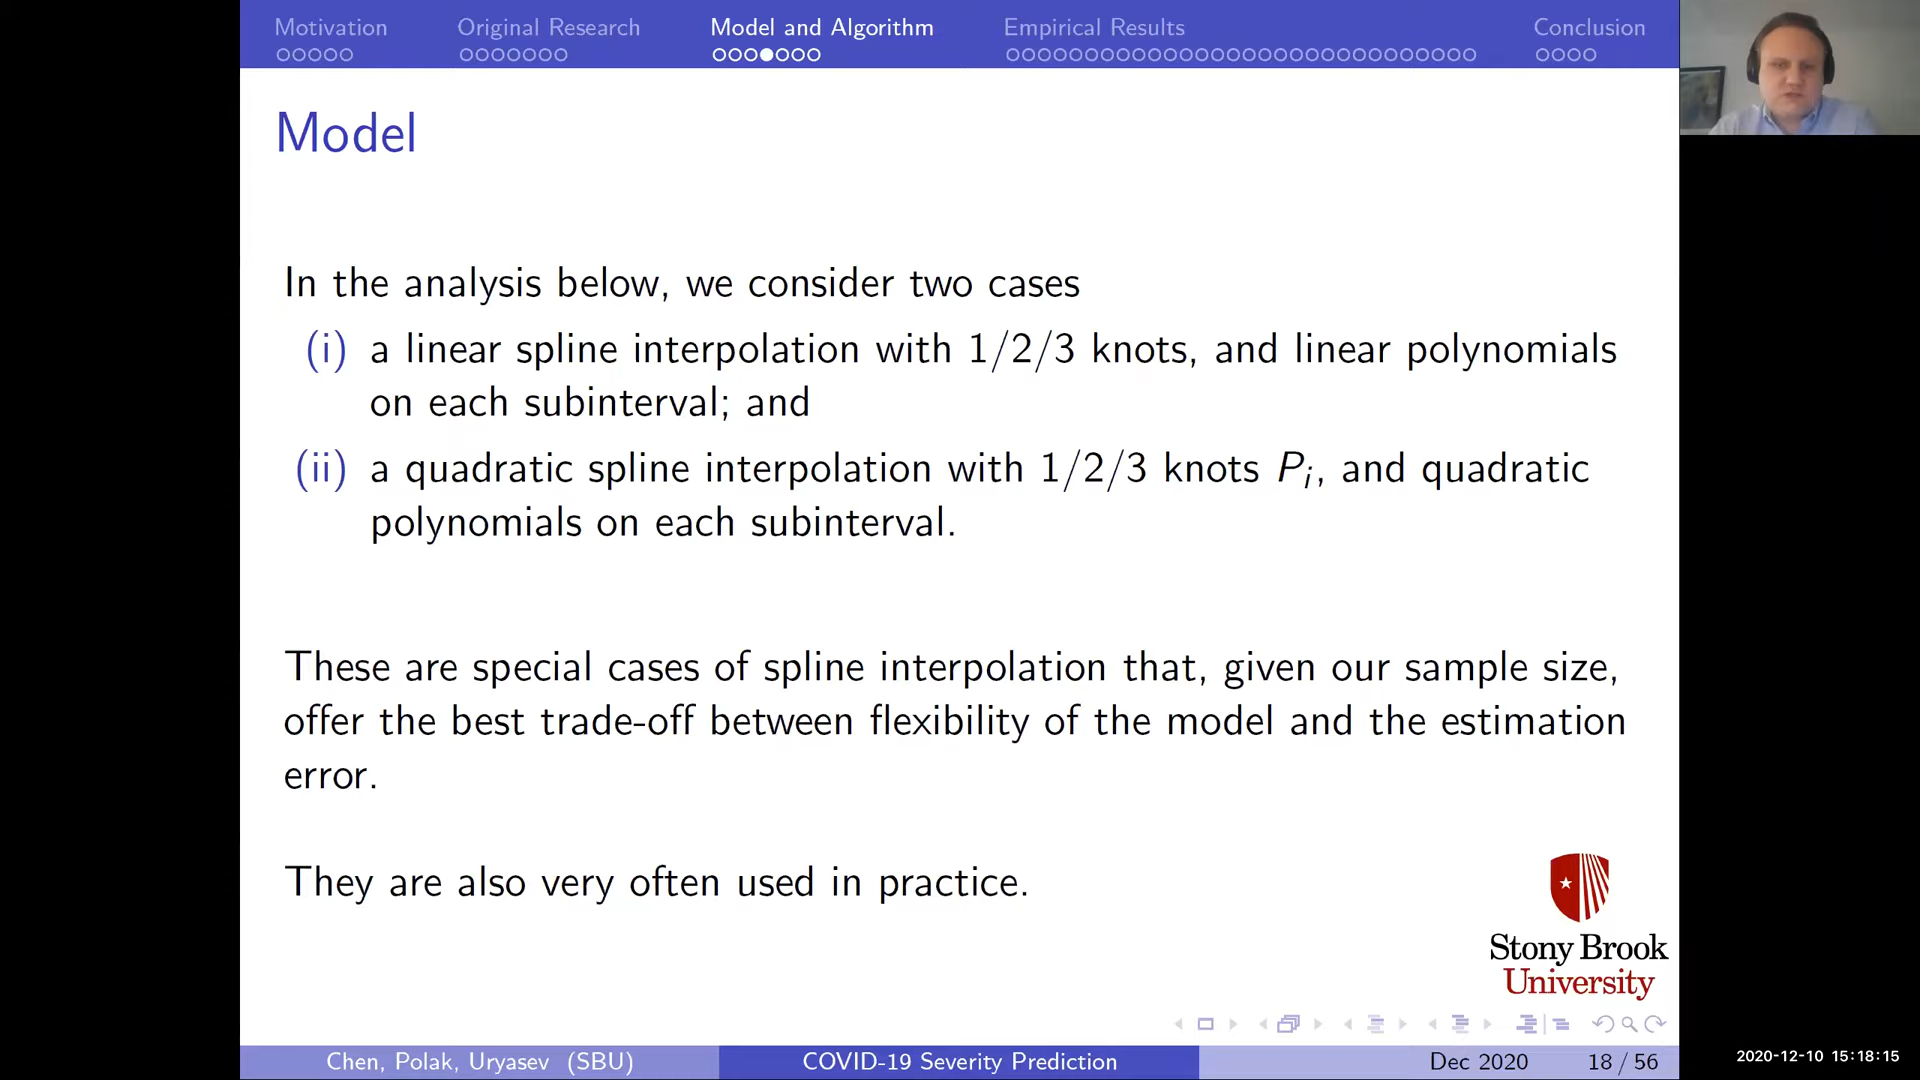 Motivation Original Research Model and Algorithm Empirical Results Conclusion
Model
In the analysis below, we consider two cases
(i) a linear spline interpolation with 1/2/3 knots, and linear polynomials
on each subinterval; and
(ii) a quadratic spline interpolation with 1/2/3 knots Pᵢ, and quadratic
polynomials on each subinterval.
These are special cases of spline interpolation that, given our sample size,
offer the best trade-off between flexibility of the model and the estimation
error.
They are also very often used in practice.
Stony Brook
University
Chen, Polak, Uryasev (SBU) COVID-19 Severity Prediction Dec 2020 18 / 56
2020-12-10 15:18:15